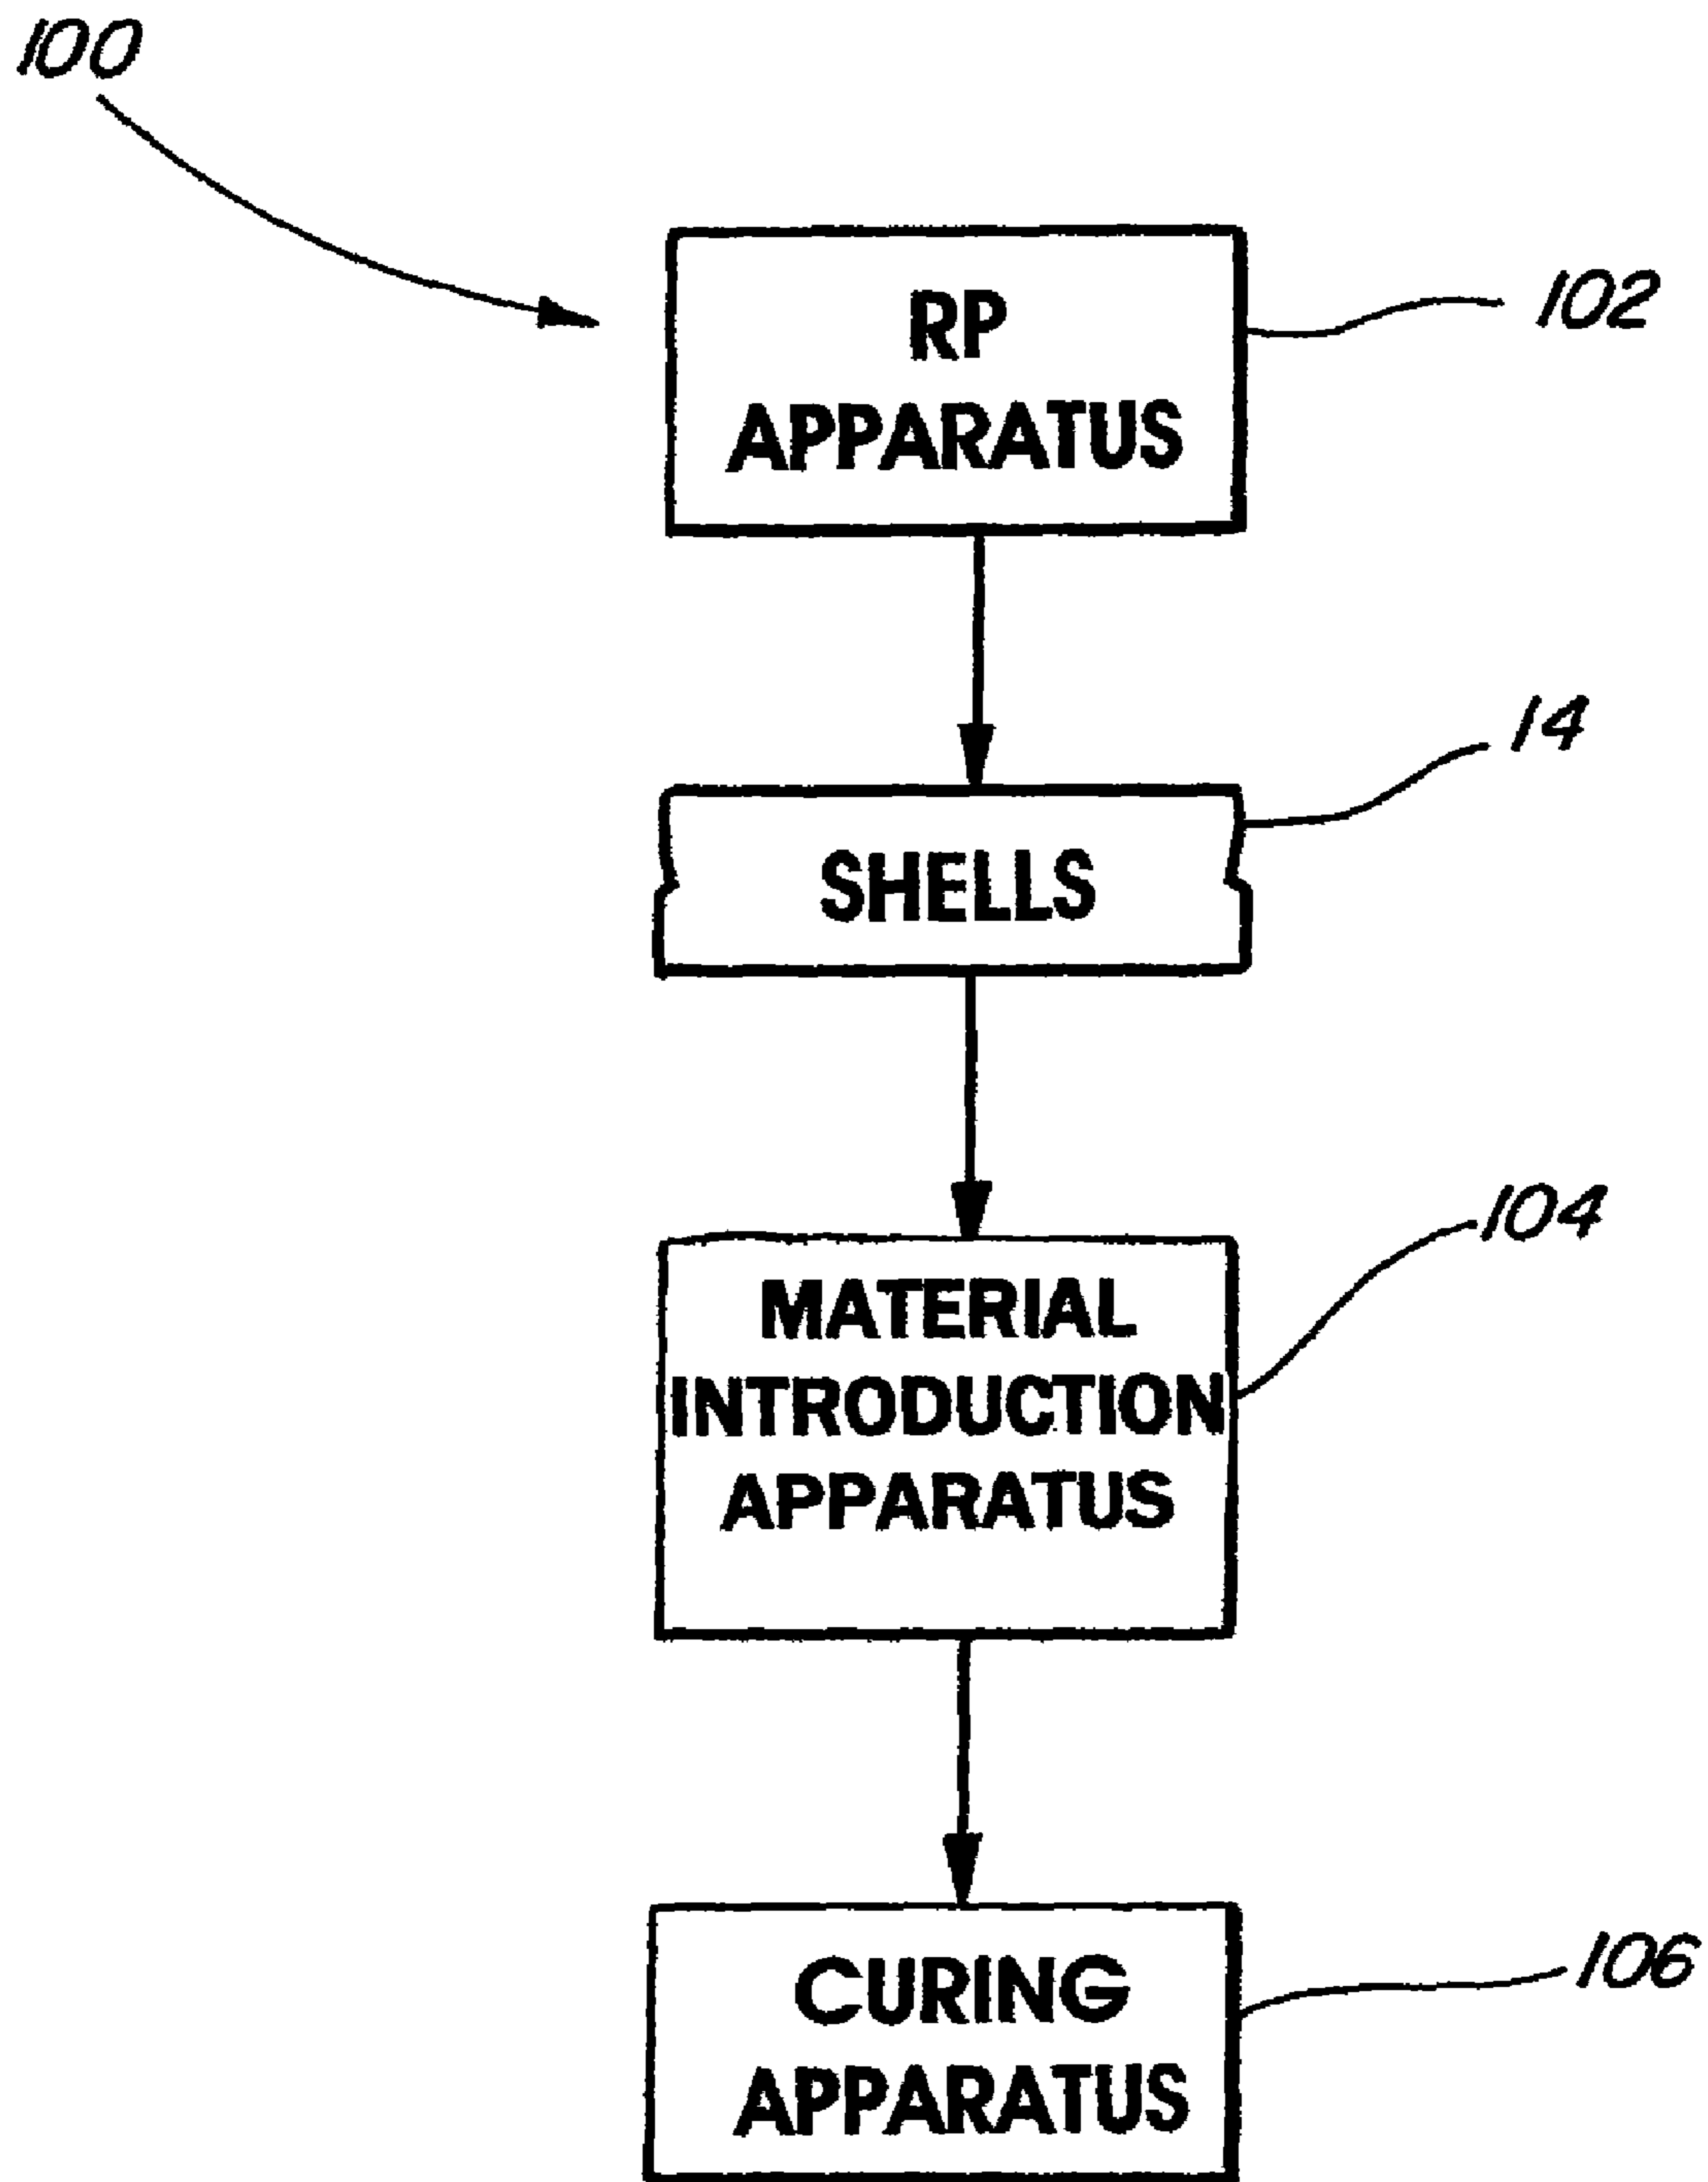 100
RP
APPARATUS
102
14
SHELLS
104
MATERIAL
INTRODUCTION
APPARATUS
106
CURING
APPARATUS